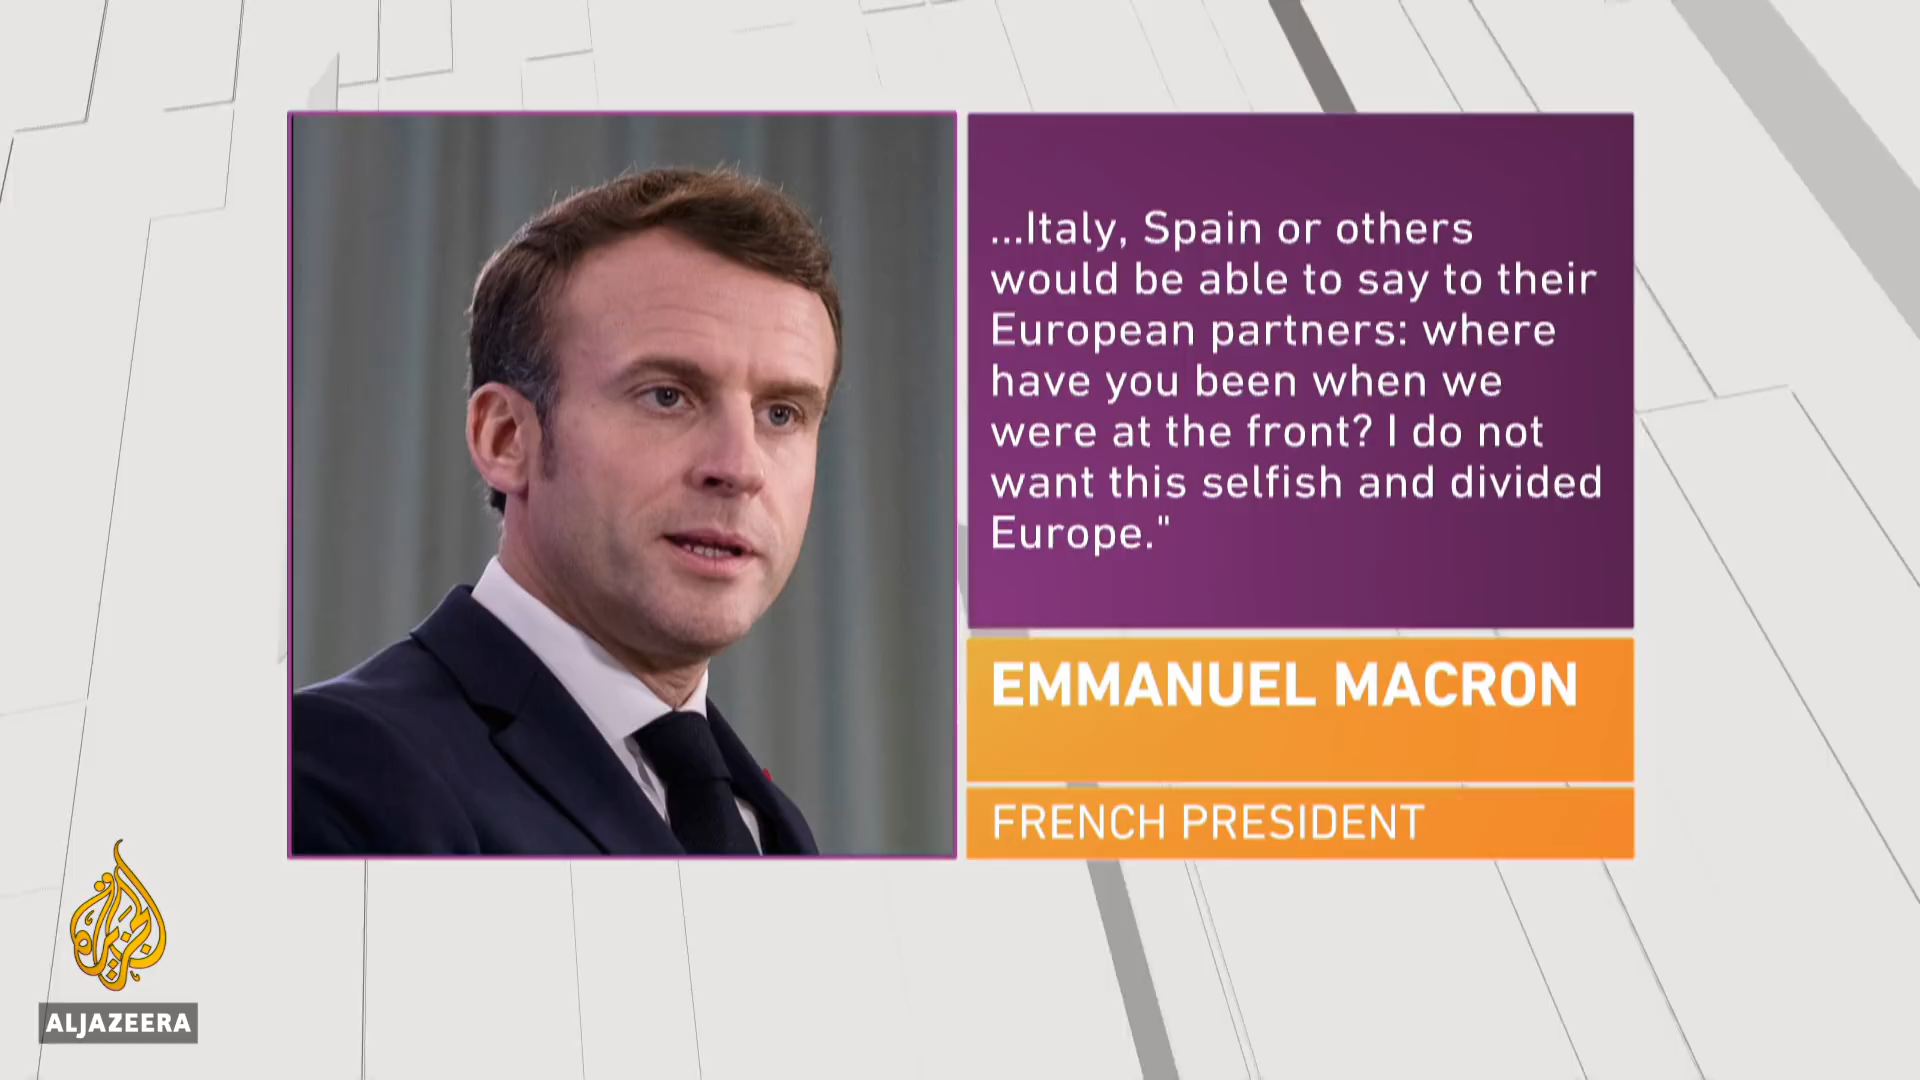 ...Italy, Spain or others
would be able to say to their
European partners: where
have you been when we
were at the front? I do not
want this selfish and divided
Europe."
EMMANUEL MACRON
FRENCH PRESIDENT
الجزيرة
ALJAZEERA